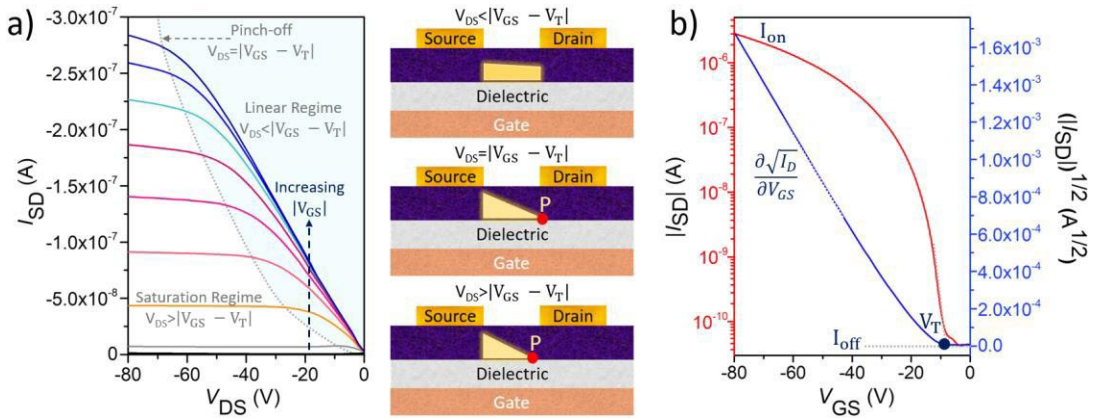 a)
-3.0x10⁻⁷
-2.5x10⁻⁷
-2.0x10⁻⁷
-1.5x10⁻⁷
-1.0x10⁻⁷
-5.0x10⁻⁸
0
I_SD (A)
Pinch-off
V_DS=|V_GS − V_T|
Linear Regime
V_DS<|V_GS − V_T|
Increasing
|V_GS|
Saturation Regime
V_DS>|V_GS − V_T|
-80 -60 -40 -20 0
V_DS (V)
V_DS<|V_GS − V_T|
Source Drain
Dielectric
Gate
V_DS=|V_GS − V_T|
Source Drain
P
Dielectric
Gate
V_DS>|V_GS − V_T|
Source Drain
P
Dielectric
Gate
b)
10⁻⁶
10⁻⁷
10⁻⁸
10⁻⁹
10⁻¹⁰
|I_SD| (A)
I_on
∂√I_D
∂V_GS
V_T
I_off
1.6x10⁻³
1.4x10⁻³
1.2x10⁻³
1.0x10⁻³
8.0x10⁻⁴
6.0x10⁻⁴
4.0x10⁻⁴
2.0x10⁻⁴
0.0
(|I_SD|)^1/2 (A^1/2)
-80 -60 -40 -20 0
V_GS (V)